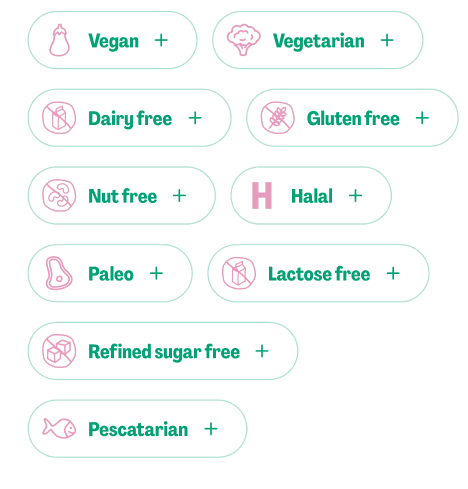 Vegan +
Vegetarian +
Dairy free +
Gluten free +
Nut free +
H Halal +
Paleo +
Lactose free +
Refined sugar free +
Pescatarian +